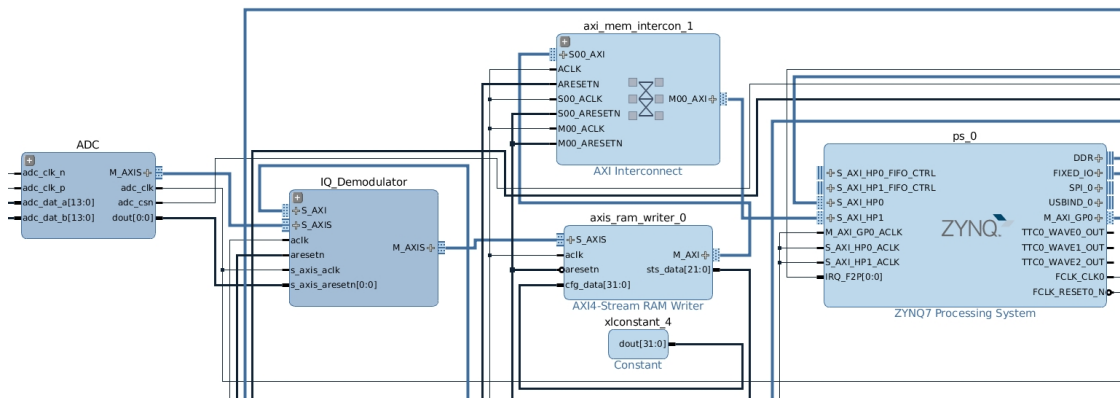 axi_mem_intercon_1
S00_AXI
ACLK
ARESETN
S00_ACLK
S00_ARESETN
M00_ACLK
M00_ARESETN
M00_AXI
AXI Interconnect
ADC
adc_clk_n
adc_clk_p
adc_dat_a[13:0]
adc_dat_b[13:0]
M_AXIS
adc_clk
adc_csn
dout[0:0]
IQ_Demodulator
S_AXI
S_AXIS
aclk
aresetn
s_axis_aclk
s_axis_aresetn[0:0]
M_AXIS
axis_ram_writer_0
S_AXIS
aclk
aresetn
cfg_data[31:0]
M_AXI
sts_data[21:0]
AXI4-Stream RAM Writer
xlconstant_4
dout[31:0]
Constant
ps_0
S_AXI_HP0_FIFO_CTRL
S_AXI_HP1_FIFO_CTRL
S_AXI_HP0
S_AXI_HP1
M_AXI_GP0_ACLK
S_AXI_HP0_ACLK
S_AXI_HP1_ACLK
IRQ_F2P[0:0]
ZYNQ.
DDR
FIXED_IO
SPI_0
USBIND_0
M_AXI_GP0
TTC0_WAVE0_OUT
TTC0_WAVE1_OUT
TTC0_WAVE2_OUT
FCLK_CLK0
FCLK_RESET0_N
ZYNQ7 Processing System